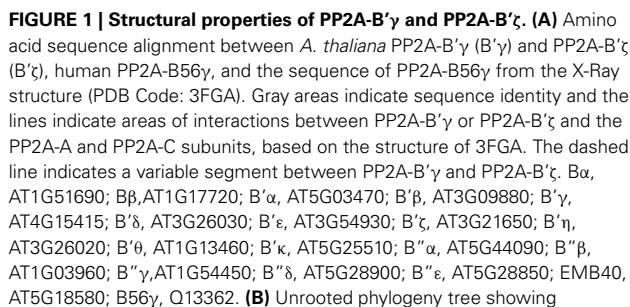 FIGURE 1 | Structural properties of PP2A-B′γ and PP2A-B′ζ. (A) Amino
acid sequence alignment between A. thaliana PP2A-B′γ (B′γ) and PP2A-B′ζ
(B′ζ), human PP2A-B56γ, and the sequence of PP2A-B56γ from the X-Ray
structure (PDB Code: 3FGA). Gray areas indicate sequence identity and the
lines indicate areas of interactions between PP2A-B′γ or PP2A-B′ζ and the
PP2A-A and PP2A-C subunits, based on the structure of 3FGA. The dashed
line indicates a variable segment between PP2A-B′γ and PP2A-B′ζ. Bα,
AT1G51690; Bβ,AT1G17720; B′α, AT5G03470; B′β, AT3G09880; B′γ,
AT4G15415; B′δ, AT3G26030; B′ε, AT3G54930; B′ζ, AT3G21650; B′η,
AT3G26020; B′θ, AT1G13460; B′κ, AT5G25510; B″α, AT5G44090; B″β,
AT1G03960; B″γ,AT1G54450; B″δ, AT5G28900; B″ε, AT5G28850; EMB40,
AT5G18580; B56γ, Q13362. (B) Unrooted phylogeny tree showing